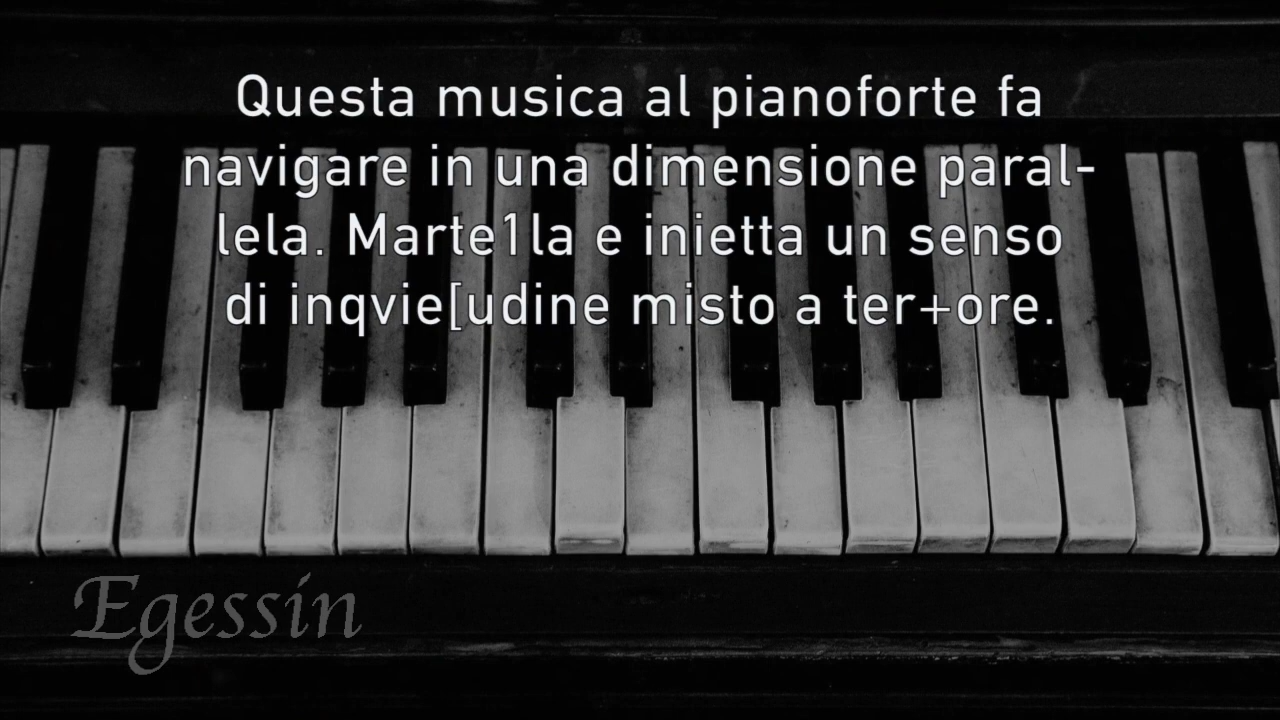 Questa musica al pianoforte fa
navigare in una dimensione paral-
lela. Marte1la e inietta un senso
di inqvie[udine misto a ter+ore.
Egessin